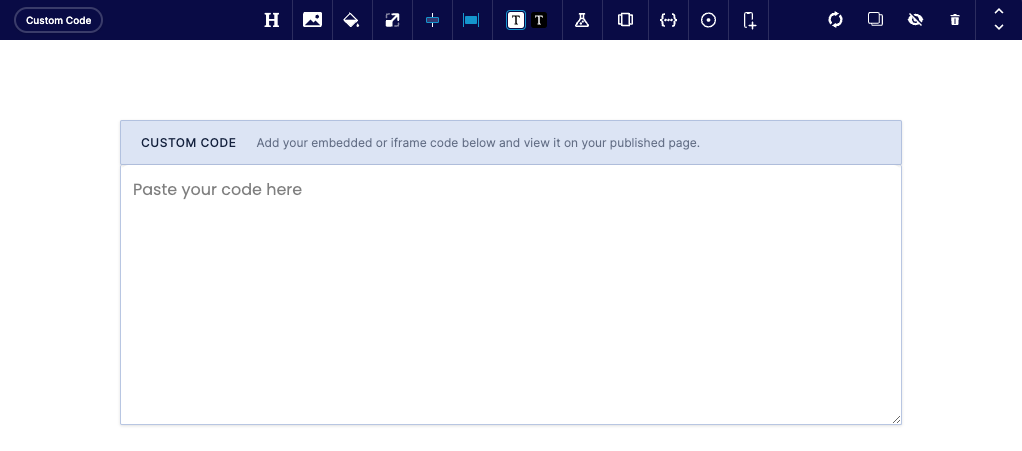 Custom Code
H
T T
CUSTOM CODE Add your embedded or iframe code below and view it on your published page.
Paste your code here